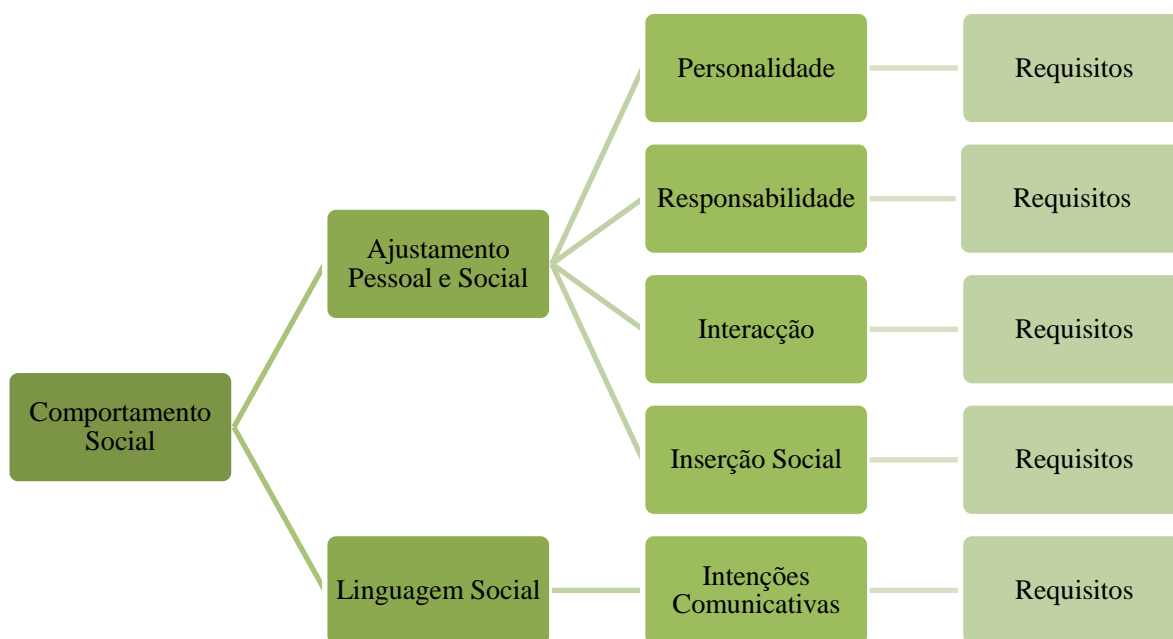 Personalidade
Requisitos
Responsabilidade
Requisitos
Ajustamento
Pessoal e Social
Interacção
Requisitos
Comportamento
Social
Inserção Social
Requisitos
Linguagem Social
Intenções
Comunicativas
Requisitos